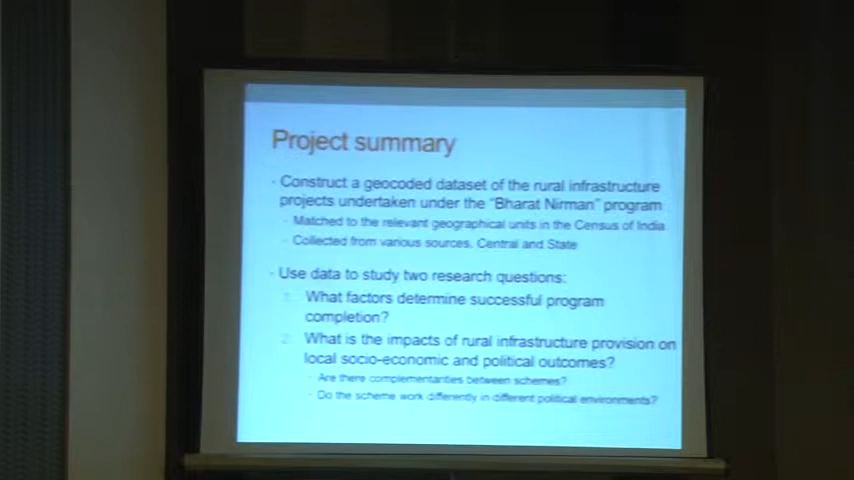 Project summary
· Construct a geocoded dataset of the rural infrastructure
projects undertaken under the "Bharat Nirman" program
- Matched to the relevant geographical units in the Census of India
- Collected from various sources, Central and State
· Use data to study two research questions:
1. What factors determine successful program
completion?
2. What is the impacts of rural infrastructure provision on
local socio-economic and political outcomes?
- Are there complementarities between schemes?
- Do the scheme work differently in different political environments?